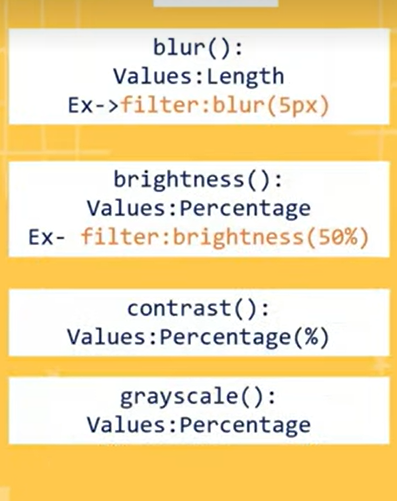 blur():
Values:Length
Ex->filter:blur(5px)
brightness():
Values:Percentage
Ex- filter:brightness(50%)
contrast():
Values:Percentage(%)
grayscale():
Values:Percentage